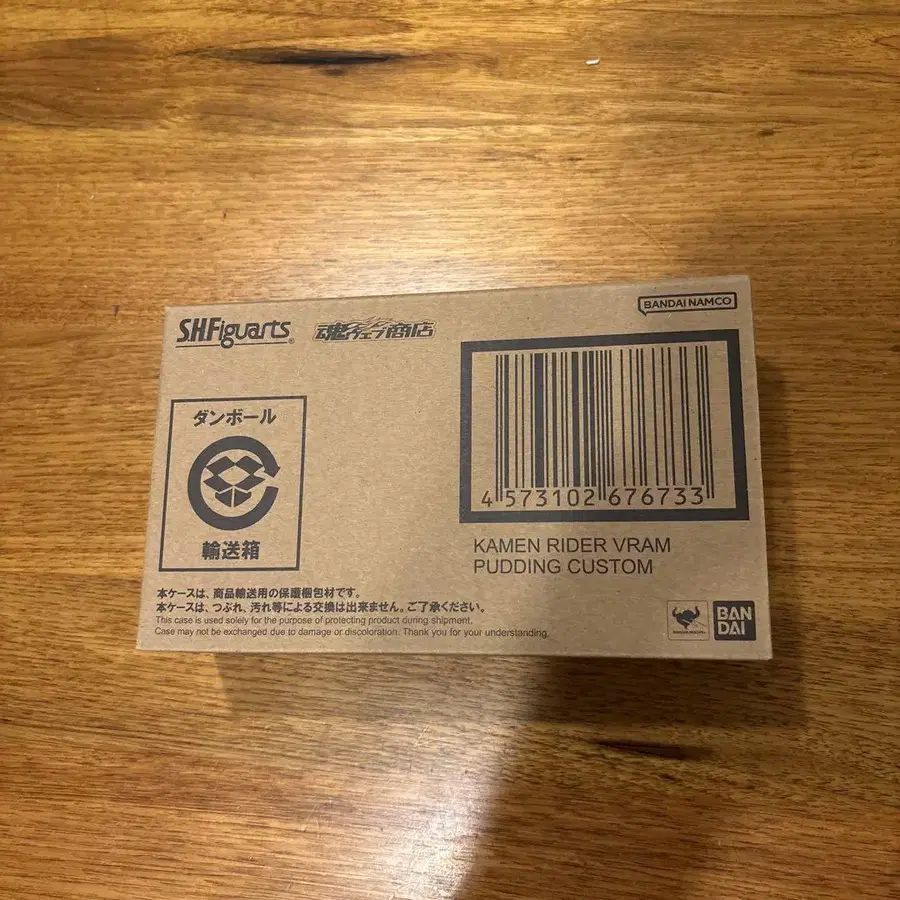 S.H.Figuarts
魂ウェブ商店
BANDAI NAMCO
ダンボール
輸送箱
4 573102 676733
KAMEN RIDER VRAM
PUDDING CUSTOM
本ケースは、商品輸送用の保護梱包材です。
本ケースは、つぶれ、汚れ等による交換は出来ません。ご了承ください。
This case is used solely for the purpose of protecting product during shipment.
Case may not be exchanged due to damage or discoloration. Thank you for your understanding.
BAN
DAI